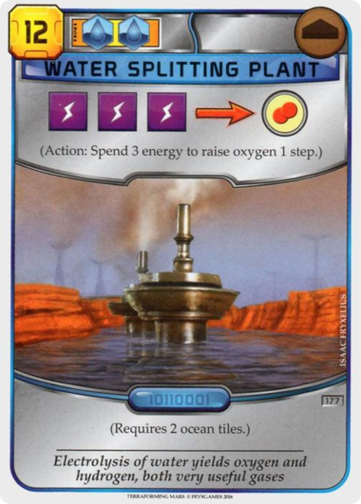 12
WATER SPLITTING PLANT
(Action: Spend 3 energy to raise oxygen 1 step.)
ISAAC FRYXELIUS
10110001
177
(Requires 2 ocean tiles.)
Electrolysis of water yields oxygen and
hydrogen, both very useful gases
TERRAFORMING MARS © FRYXGAMES 2016